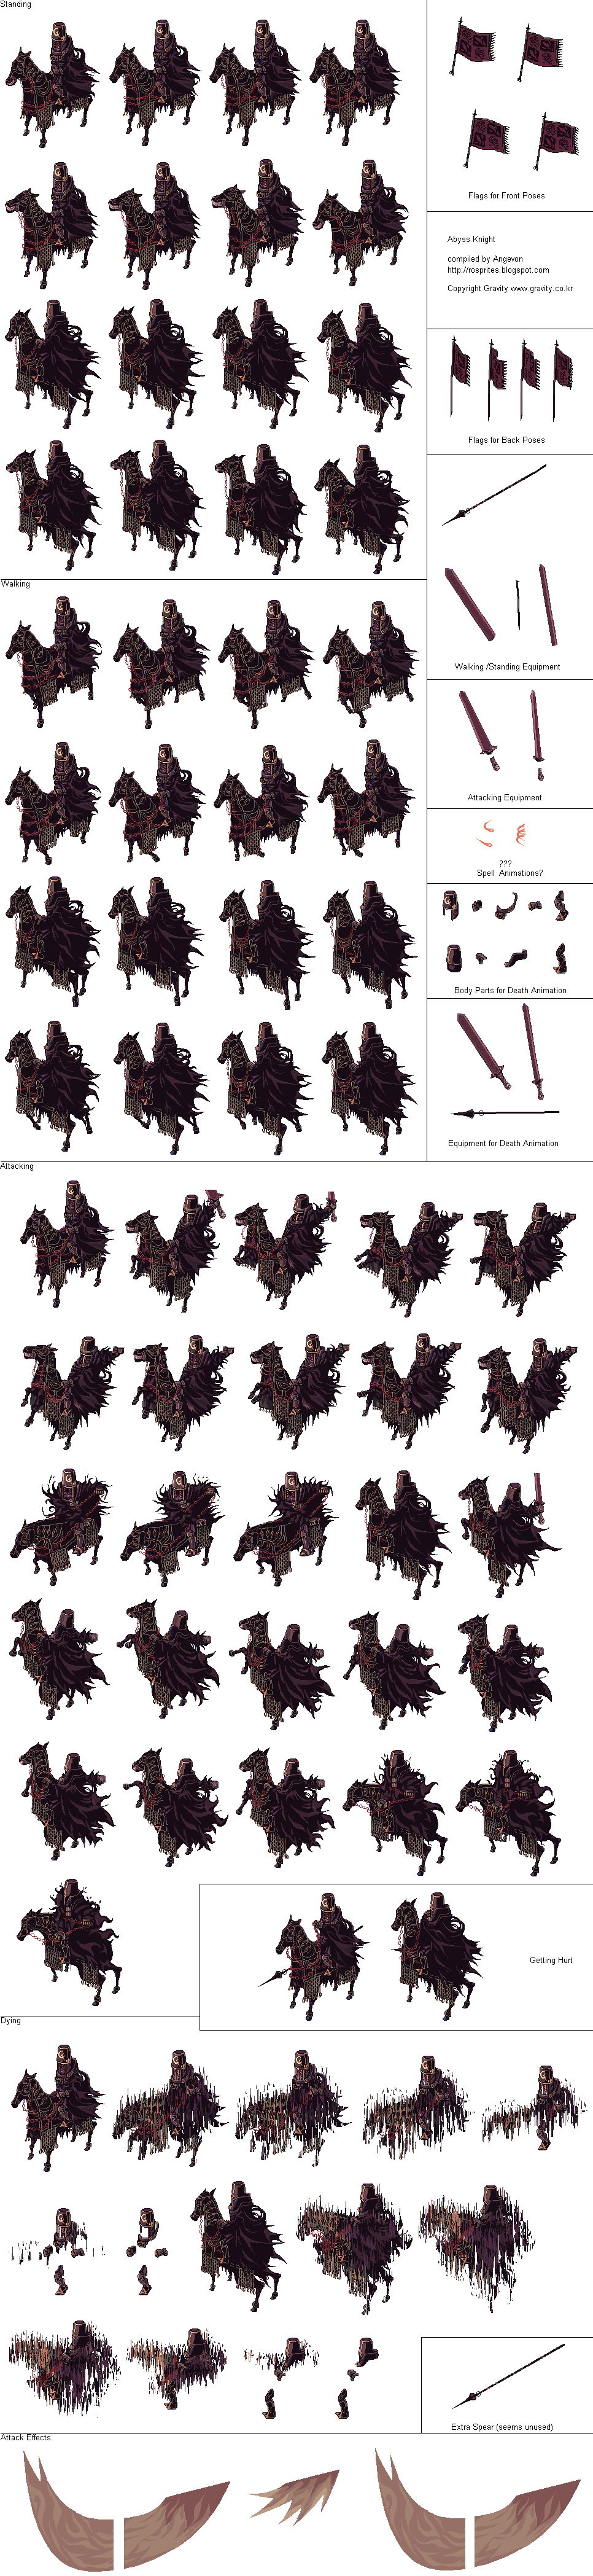 Standing
Flags for Front Poses
Abyss Knight
compiled by Angevon
http://rosprites.blogspot.com
Copyright Gravity www.gravity.co.kr
Flags for Back Poses
Walking
Walking /Standing Equipment
Attacking Equipment
???
Spell Animations?
Body Parts for Death Animation
Equipment for Death Animation
Attacking
Getting Hurt
Dying
Extra Spear (seems unused)
Attack Effects